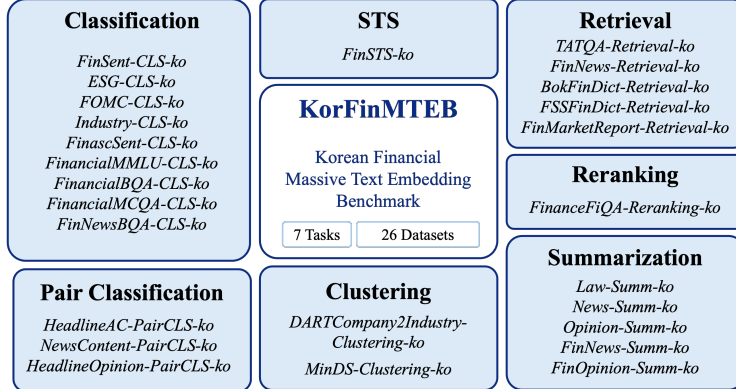 Classification
FinSent-CLS-ko
ESG-CLS-ko
FOMC-CLS-ko
Industry-CLS-ko
FinascSent-CLS-ko
FinancialMMLU-CLS-ko
FinancialBQA-CLS-ko
FinancialMCQA-CLS-ko
FinNewsBQA-CLS-ko
Pair Classification
HeadlineAC-PairCLS-ko
NewsContent-PairCLS-ko
HeadlineOpinion-PairCLS-ko
STS
FinSTS-ko
KorFinMTEB
Korean Financial
Massive Text Embedding
Benchmark
7 Tasks
26 Datasets
Clustering
DARTCompany2Industry-
Clustering-ko
MinDS-Clustering-ko
Retrieval
TATQA-Retrieval-ko
FinNews-Retrieval-ko
BokFinDict-Retrieval-ko
FSSFinDict-Retrieval-ko
FinMarketReport-Retrieval-ko
Reranking
FinanceFiQA-Reranking-ko
Summarization
Law-Summ-ko
News-Summ-ko
Opinion-Summ-ko
FinNews-Summ-ko
FinOpinion-Summ-ko